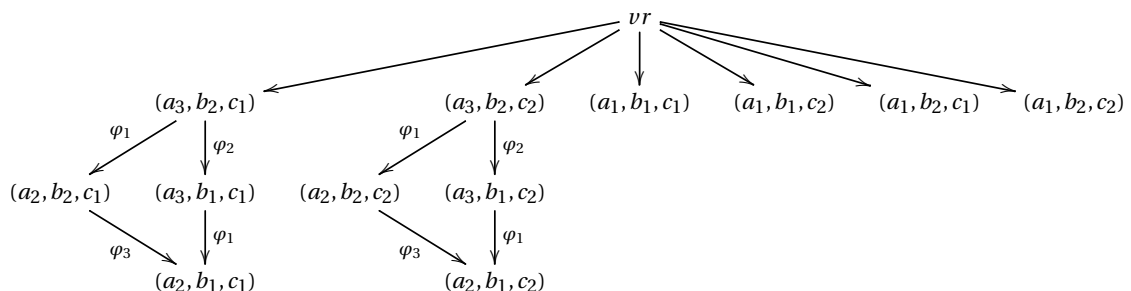 vr
(a₃, b₂, c₁) (a₃, b₂, c₂) (a₁, b₁, c₁) (a₁, b₁, c₂) (a₁, b₂, c₁) (a₁, b₂, c₂)
φ₁ φ₂ φ₁ φ₂
(a₂, b₂, c₁) (a₃, b₁, c₁) (a₂, b₂, c₂) (a₃, b₁, c₂)
φ₃ φ₁ φ₃ φ₁
(a₂, b₁, c₁) (a₂, b₁, c₂)